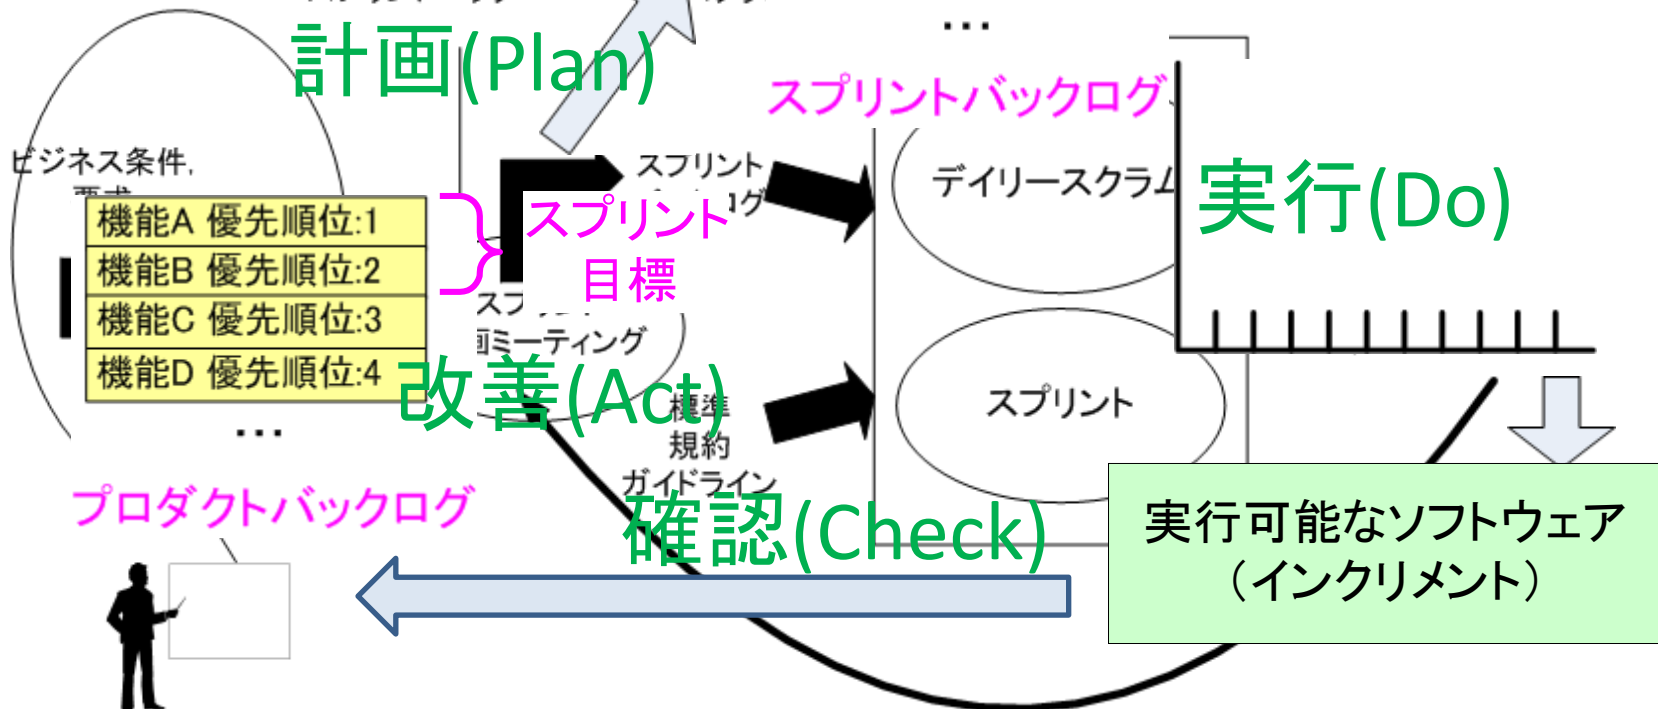 計画(Plan)
…
スプリントバックログ
ビジネス条件,
機能A 優先順位:1
機能B 優先順位:2
機能C 優先順位:3
機能D 優先順位:4
…
スプリント
スプリント
目標
デイリースクラム
実行(Do)
画ミーティング
改善(Act)
標準
規約
ガイドライン
スプリント
プロダクトバックログ
確認(Check)
実行可能なソフトウェア
（インクリメント）